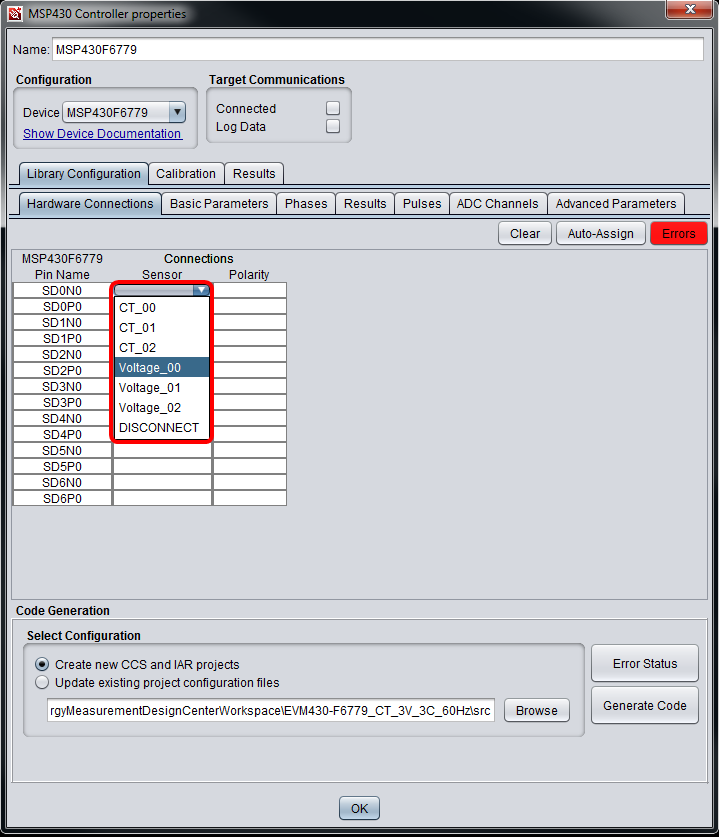 MSP430 Controller properties
Name: MSP430F6779
Configuration
Target Communications
Device MSP430F6779
Show Device Documentation
Connected
Log Data
Library Configuration Calibration Results
Hardware Connections Basic Parameters Phases Results Pulses ADC Channels Advanced Parameters
Clear Auto-Assign Errors
MSP430F6779 Connections
Pin Name Sensor Polarity
SD0N0
SD0P0
SD1N0
SD1P0
SD2N0
SD2P0
SD3N0
SD3P0
SD4N0
SD4P0
SD5N0
SD5P0
SD6N0
SD6P0
CT_00
CT_01
CT_02
Voltage_00
Voltage_01
Voltage_02
DISCONNECT
Code Generation
Select Configuration
Create new CCS and IAR projects
Update existing project configuration files
rgyMeasurementDesignCenterWorkspace\EVM430-F6779_CT_3V_3C_60Hz\src
Browse
Error Status
Generate Code
OK